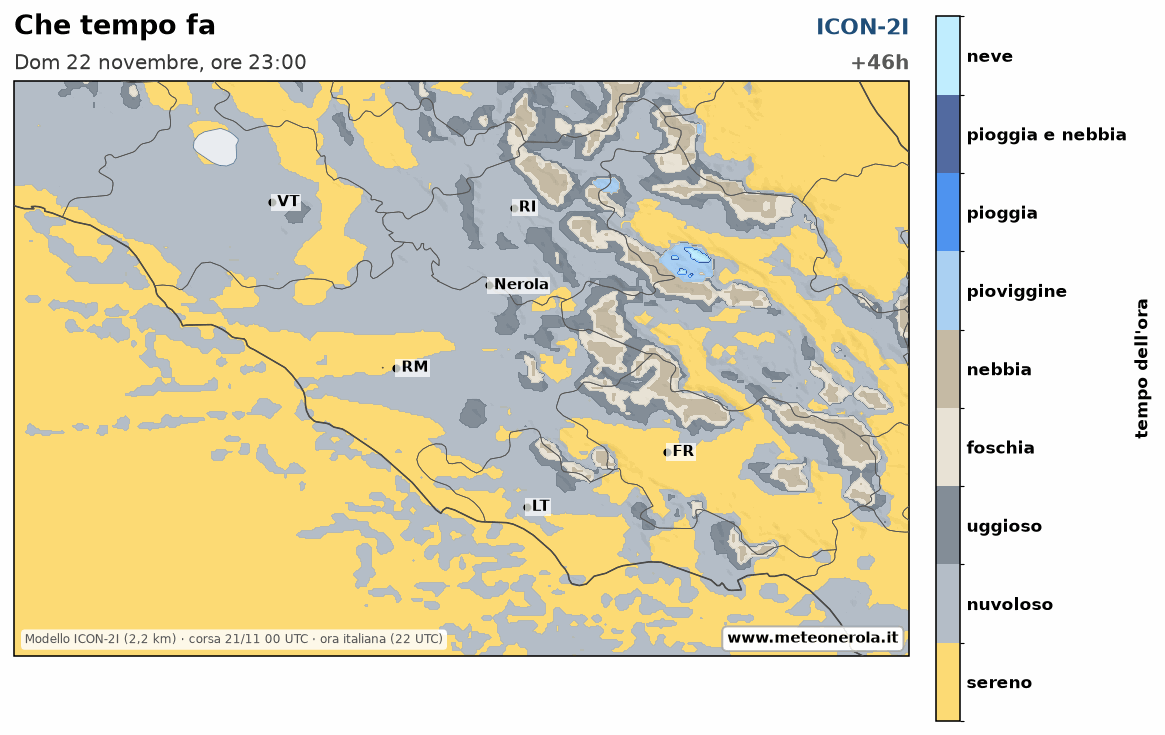 Che tempo fa
ICON-2I
Dom 22 novembre, ore 23:00
+46h
neve
pioggia e nebbia
pioggia
pioviggine
nebbia
foschia
uggioso
nuvoloso
sereno
tempo dell'ora
VT
RI
Nerola
RM
FR
LT
Modello ICON-2I (2,2 km) · corsa 21/11 00 UTC · ora italiana (22 UTC)
www.meteonerola.it